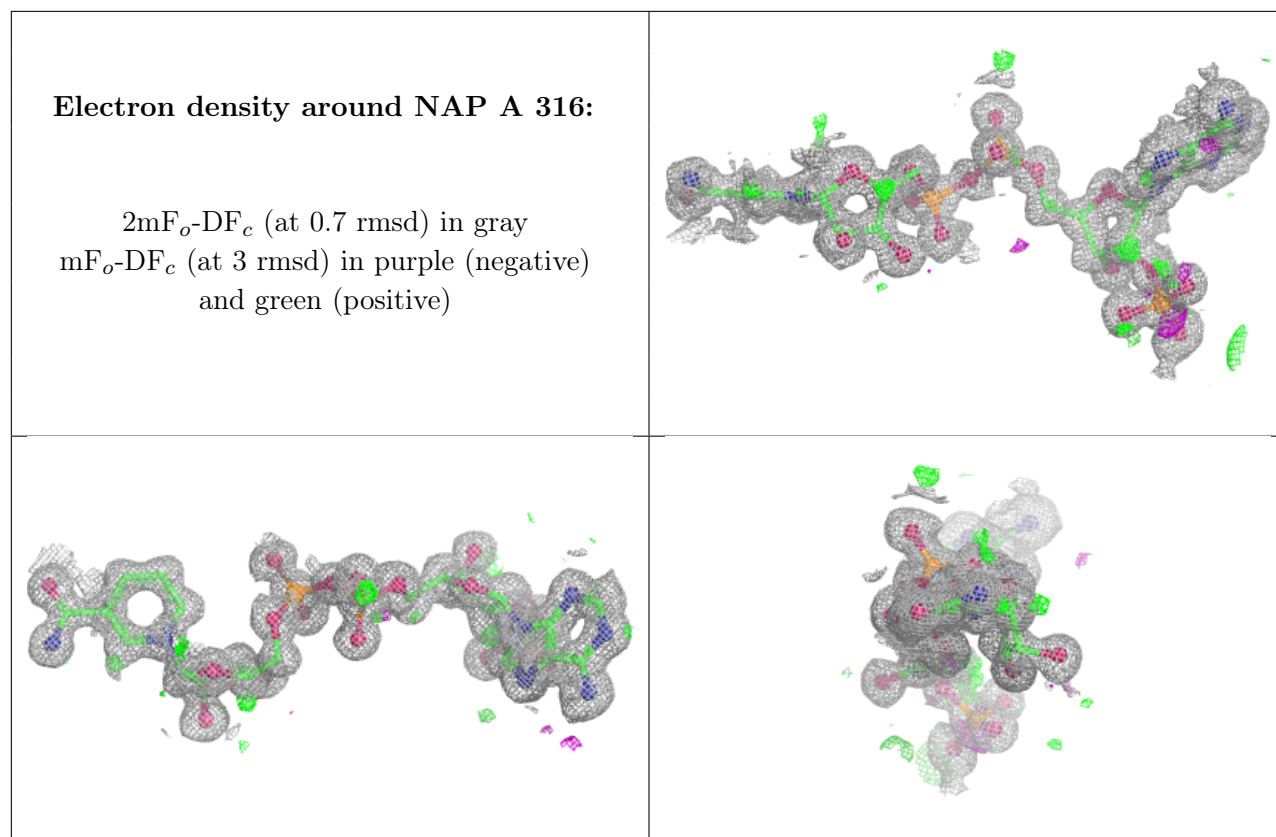 Electron density around NAP A 316:
2mFₒ-DF𝒸 (at 0.7 rmsd) in gray
mFₒ-DF𝒸 (at 3 rmsd) in purple (negative)
and green (positive)